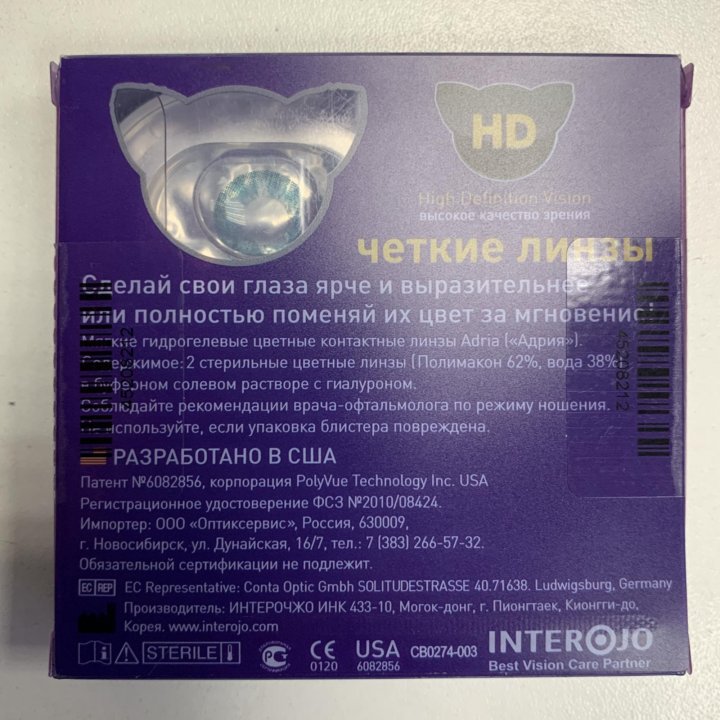 HD
High Definition Vision
высокое качество зрения
четкие линзы
Сделай свои глаза ярче и выразительнее
или полностью поменяй их цвет за мгновение!
Мягкие гидрогелевые цветные контактные линзы Adria («Адрия»).
Содержимое: 2 стерильные цветные линзы (Полимакон 62%, вода 38%)
в буферном солевом растворе с гиалуроном.
Соблюдайте рекомендации врача-офтальмолога по режиму ношения.
Не используйте, если упаковка блистера повреждена.
45208212
РАЗРАБОТАНО В США
Патент №6082856, корпорация PolyVue Technology Inc. USA
Регистрационное удостоверение ФСЗ №2010/08424.
Импортер: ООО «Оптиксервис», Россия, 630009,
г. Новосибирск, ул. Дунайская, 16/7, тел.: 7 (383) 266-57-32.
Обязательной сертификации не подлежит.
EC REP EC Representative: Conta Optic Gmbh SOLITUDESTRASSE 40.71638. Ludwigsburg, Germany
Производитель: ИНТЕРОЧЖО ИНК 433-10, Могок-донг, г. Пионгтаек, Кионгги-до,
Корея. www.interojo.com
STERILE
CE 0120
USA 6082856
CB0274-003
INTEROJO
Best Vision Care Partner